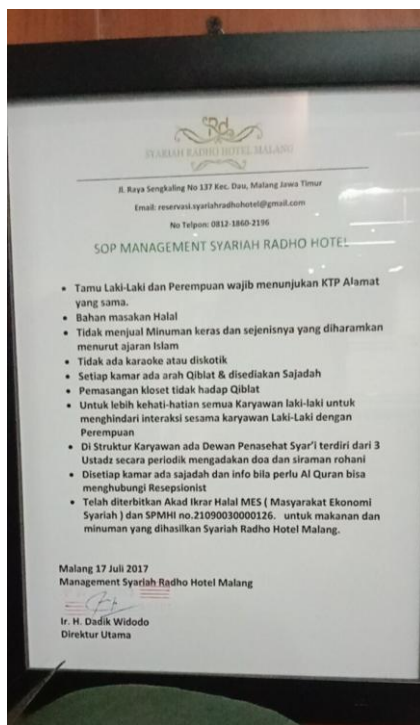 Rd
SYARIAH RADHO HOTEL MALANG
Jl. Raya Sengkaling No 137 Kec. Dau, Malang Jawa Timur
Email: reservasi.syariahradhohotel@gmail.com
No Telpon: 0812-1860-2196
SOP MANAGEMENT SYARIAH RADHO HOTEL
• Tamu Laki-Laki dan Perempuan wajib menunjukan KTP Alamat
yang sama.
• Bahan masakan Halal
• Tidak menjual Minuman keras dan sejenisnya yang diharamkan
menurut ajaran Islam
• Tidak ada karaoke atau diskotik
• Setiap kamar ada arah Qiblat & disediakan Sajadah
• Pemasangan kloset tidak hadap Qiblat
• Untuk lebih kehati-hatian semua Karyawan laki-laki untuk
menghindari interaksi sesama karyawan Laki-Laki dengan
Perempuan
• Di Struktur Karyawan ada Dewan Penasehat Syar'i terdiri dari 3
Ustadz secara periodik mengadakan doa dan siraman rohani
• Disetiap kamar ada sajadah dan info bila perlu Al Quran bisa
menghubungi Resepsionist
• Telah diterbitkan Akad Ikrar Halal MES ( Masyarakat Ekonomi
Syariah ) dan SPMHI no.21090030000126. untuk makanan dan
minuman yang dihasilkan Syariah Radho Hotel Malang.
Malang 17 Juli 2017
Management Syariah Radho Hotel Malang
Ir. H. Dadik Widodo
Direktur Utama